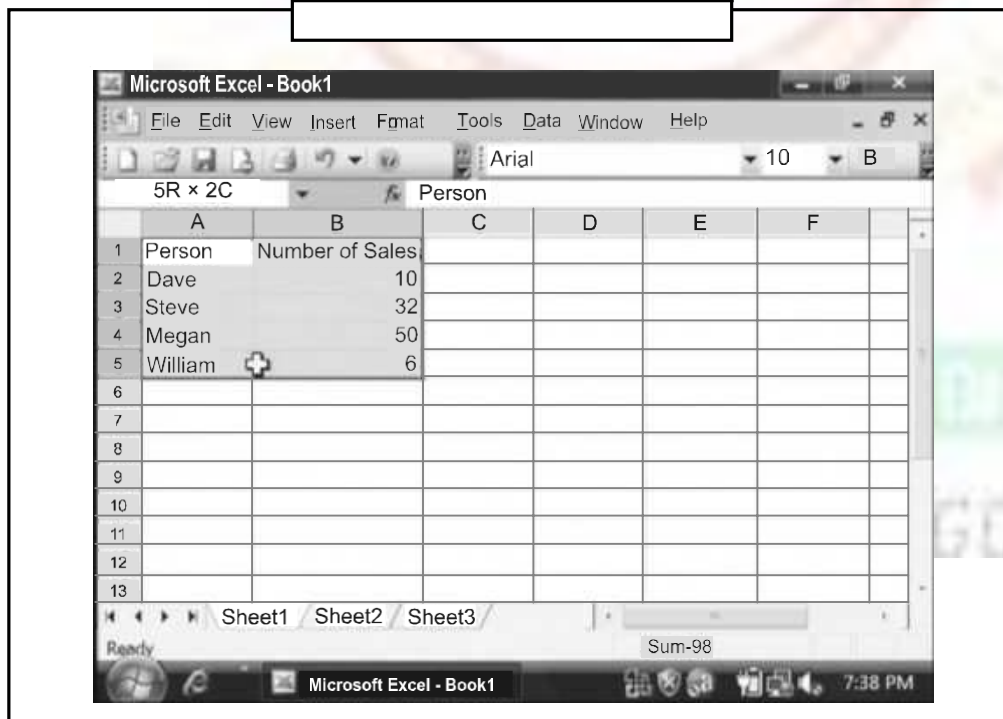 Microsoft Excel - Book1
File Edit View Insert Fomat Tools Data Window Help
Arial 10 B
5R × 2C fx Person
A B C D E F
1 Person Number of Sales
2 Dave 10
3 Steve 32
4 Megan 50
5 William 6
6
7
8
9
10
11
12
13
Sheet1 Sheet2 Sheet3
Ready Sum-98
Microsoft Exce - Book1 7:38 PM